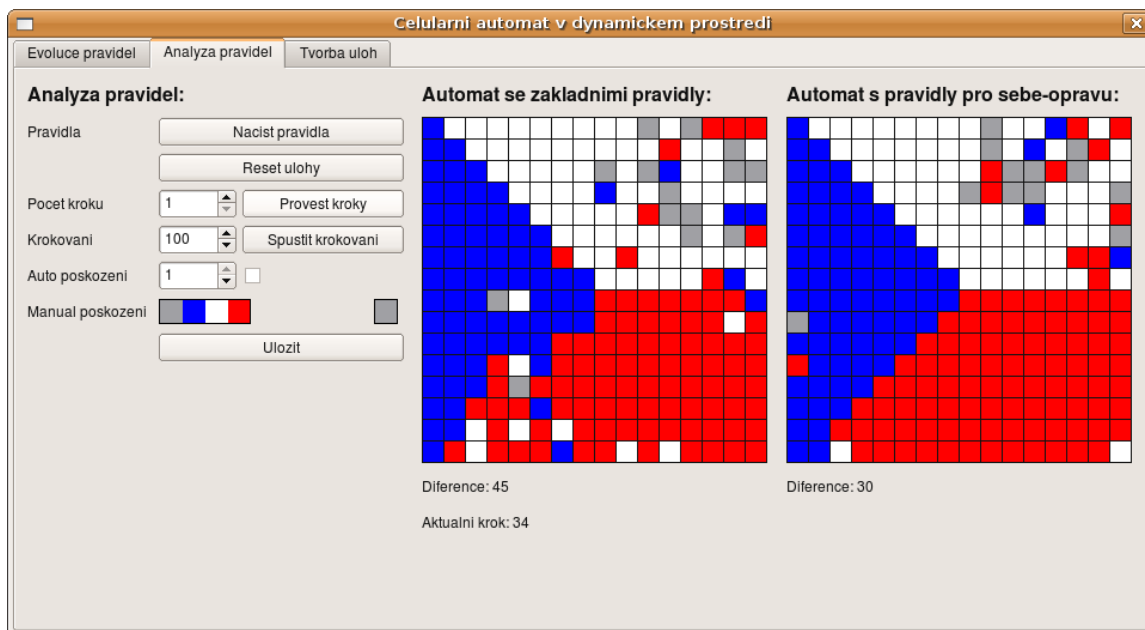 Celularni automat v dynamickem prostredi
Evoluce pravidel
Analyza pravidel
Tvorba uloh
Analyza pravidel:
Automat se zakladnimi pravidly:
Automat s pravidly pro sebe-opravu:
Pravidla
Nacist pravidla
Reset ulohy
Pocet kroku
1
Provest kroky
Krokovani
100
Spustit krokovani
Auto poskozeni
1
Manual poskozeni
Ulozit
Diference: 45
Diference: 30
Aktualni krok: 34